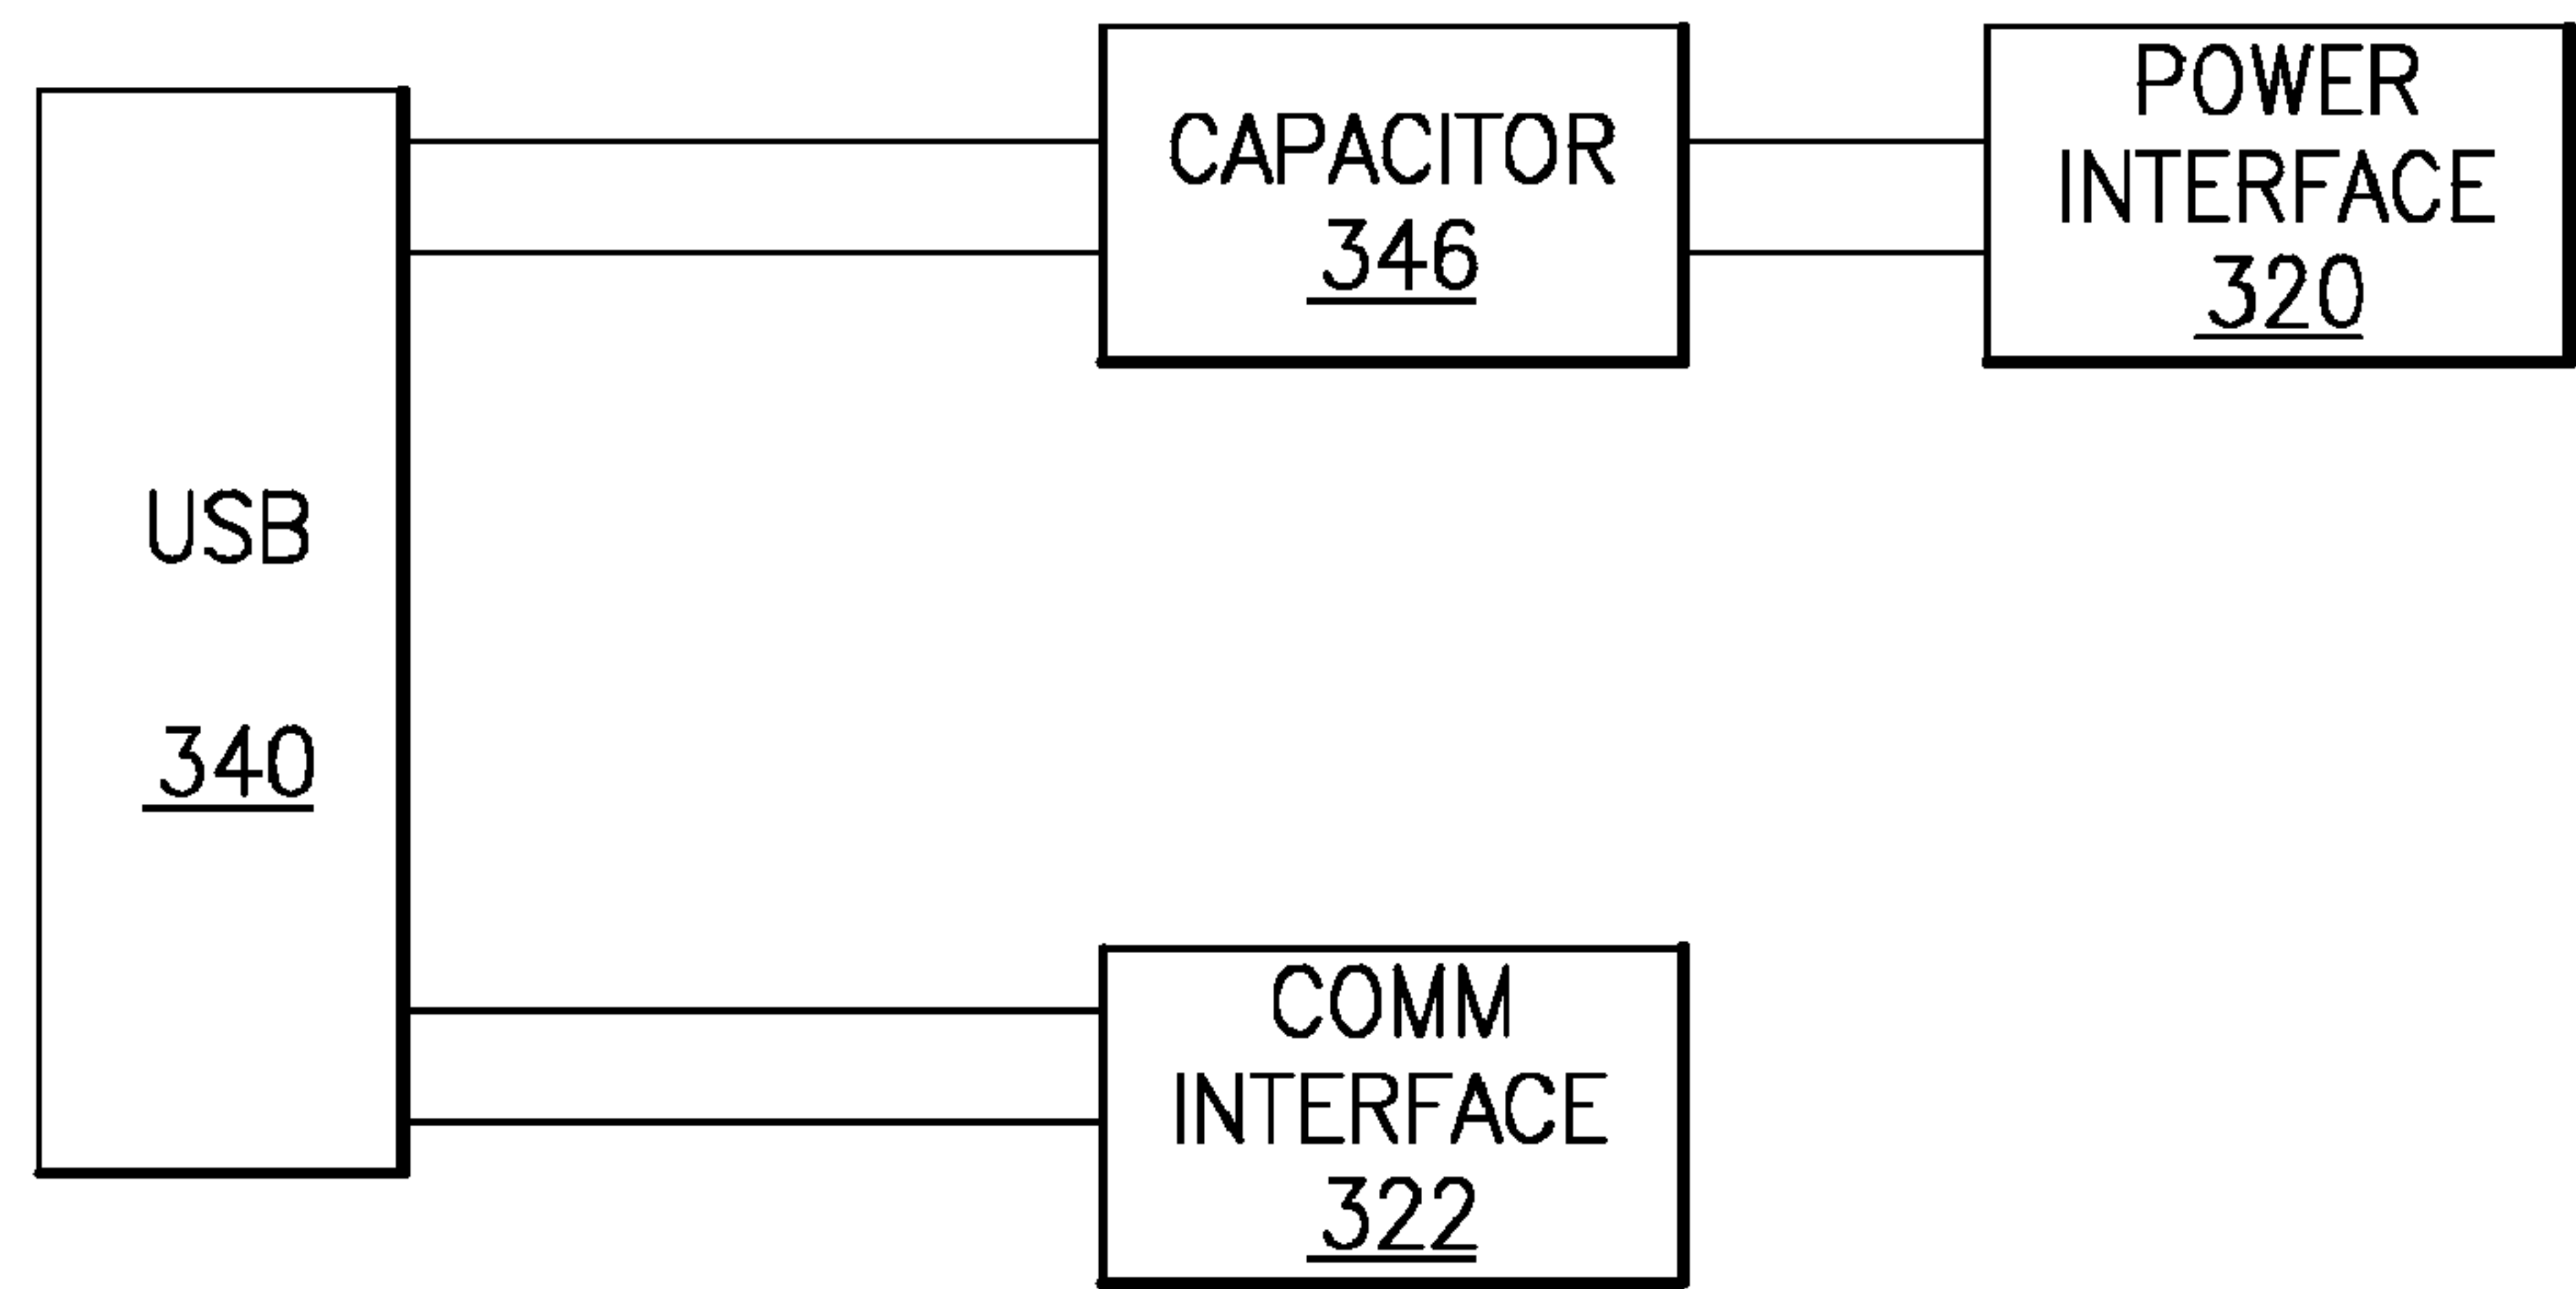 USB
340
CAPACITOR
346
POWER
INTERFACE
320
COMM
INTERFACE
322